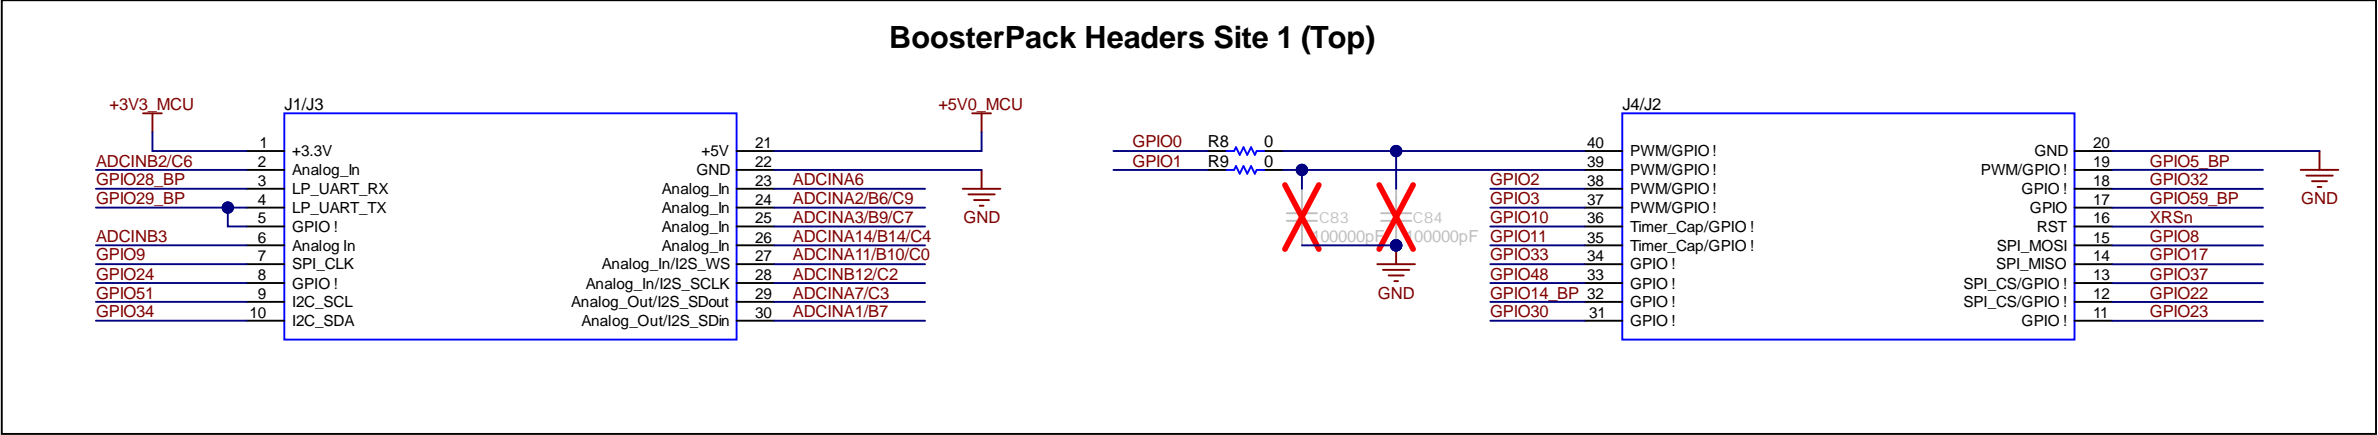 BoosterPack Headers Site 1 (Top)
+3V3_MCU
J1/J3
+5V0_MCU
1 +3.3V
ADCINB2/C6 2 Analog_In
GPIO28_BP 3 LP_UART_RX
GPIO29_BP 4 LP_UART_TX
5 GPIO !
ADCINB3 6 Analog In
GPIO9 7 SPI_CLK
GPIO24 8 GPIO !
GPIO51 9 I2C_SCL
GPIO34 10 I2C_SDA
+5V 21
GND 22
Analog_In 23 ADCINA6
Analog_In 24 ADCINA2/B6/C9
Analog_In 25 ADCINA3/B9/C7
Analog_In 26 ADCINA14/B14/C4
Analog_In/I2S_WS 27 ADCINA11/B10/C0
Analog_In/I2S_SCLK 28 ADCINB12/C2
Analog_Out/I2S_SDout 29 ADCINA7/C3
Analog_Out/I2S_SDin 30 ADCINA1/B7
GND
J4/J2
GPIO0 R8 0 40 PWM/GPIO !
GPIO1 R9 0 39 PWM/GPIO !
GPIO2 38 PWM/GPIO !
GPIO3 37 PWM/GPIO !
GPIO10 36 Timer_Cap/GPIO !
GPIO11 35 Timer_Cap/GPIO !
GPIO33 34 GPIO !
GPIO48 33 GPIO !
GPIO14_BP 32 GPIO !
GPIO30 31 GPIO !
C83
100000pF
C84
100000pF
GND
GND 20
PWM/GPIO ! 19 GPIO5_BP
GPIO ! 18 GPIO32
GPIO 17 GPIO59_BP
RST 16 XRSn
SPI_MOSI 15 GPIO8
SPI_MISO 14 GPIO17
SPI_CS/GPIO ! 13 GPIO37
SPI_CS/GPIO ! 12 GPIO22
GPIO ! 11 GPIO23
GND